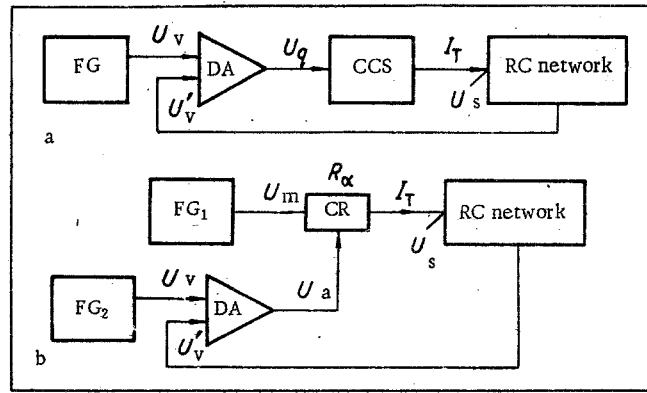 U_v U_q I_T
FG DA CCS RC network
U'_v U_s
a
R_α
U_m I_T
FG_1 CR RC network
U_s
U_v U_a
FG_2 DA
U'_v
b